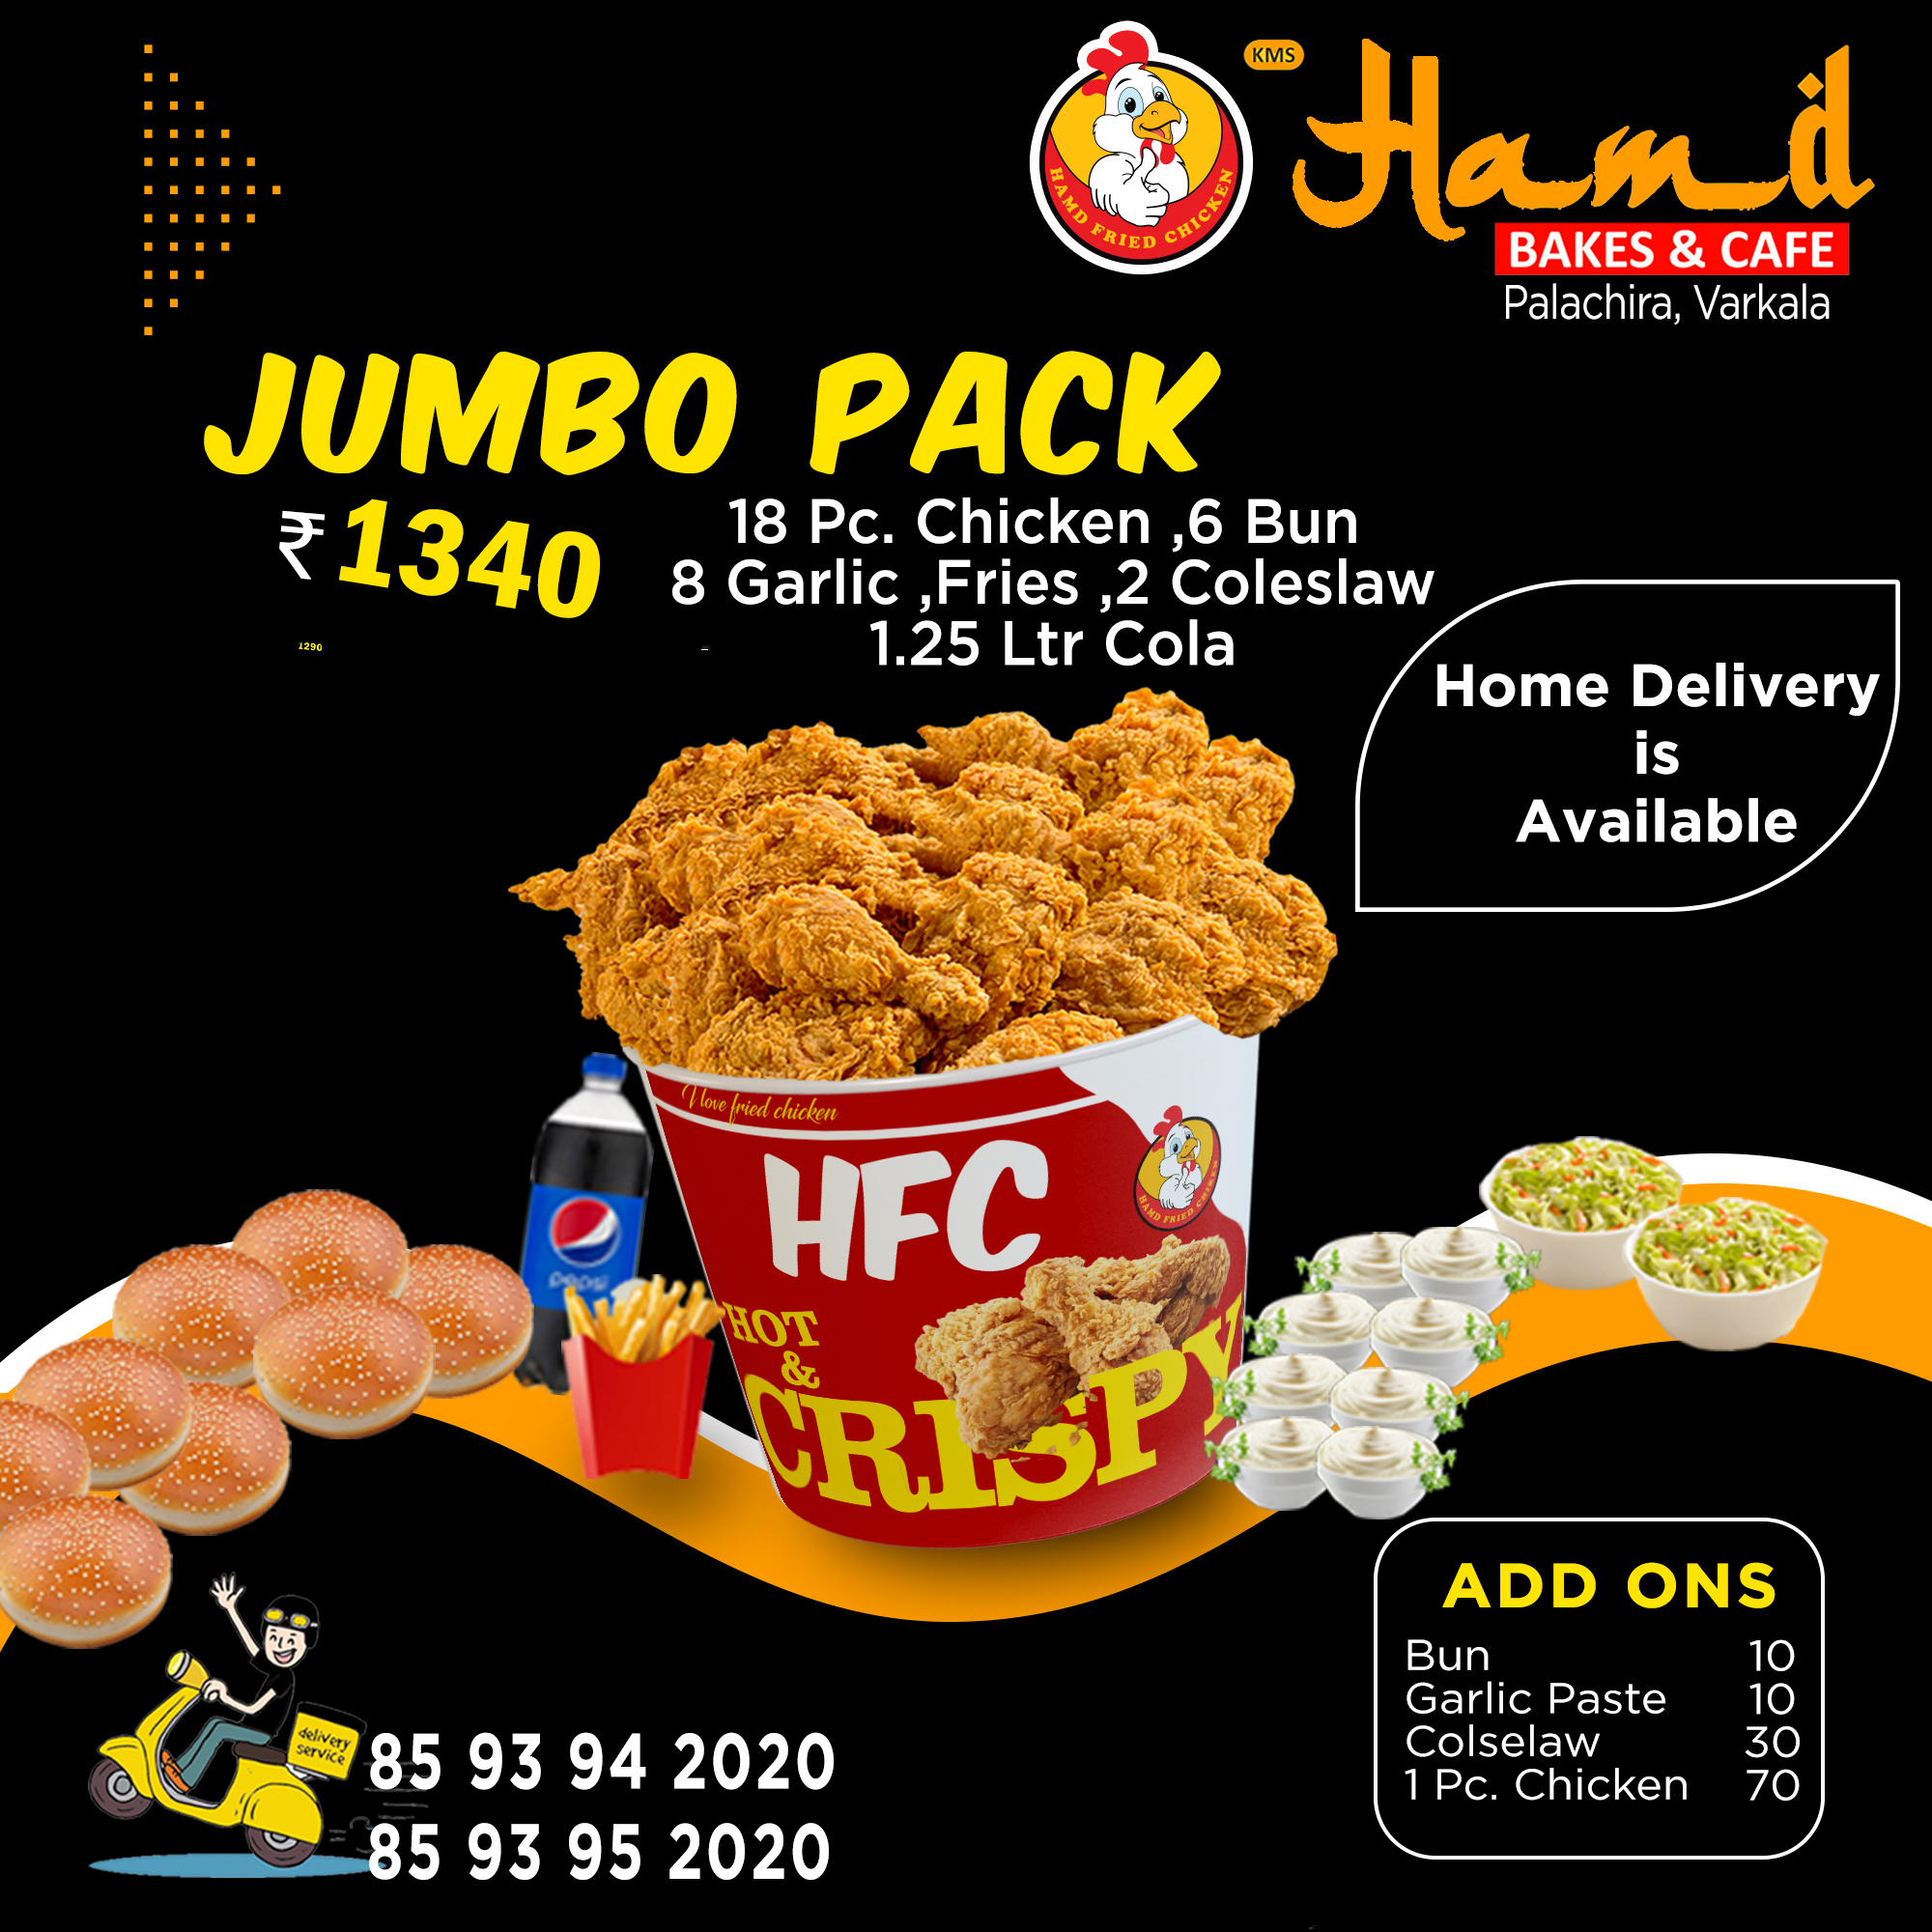 KMS
Hamd
HAMD FRIED CHICKEN
BAKES & CAFE
Palachira, Varkala
JUMBO PACK
₹1340
18 Pc. Chicken ,6 Bun
8 Garlic ,Fries ,2 Coleslaw
1.25 Ltr Cola
1290
Home Delivery
is
Available
I love fried chicken
HFC
HAMD FRIED CHICKEN
HOT
&
CRISPY
pepsi
ADD ONS
Bun 10
Garlic Paste 10
Colselaw 30
1 Pc. Chicken 70
delivery
service
85 93 94 2020
85 93 95 2020